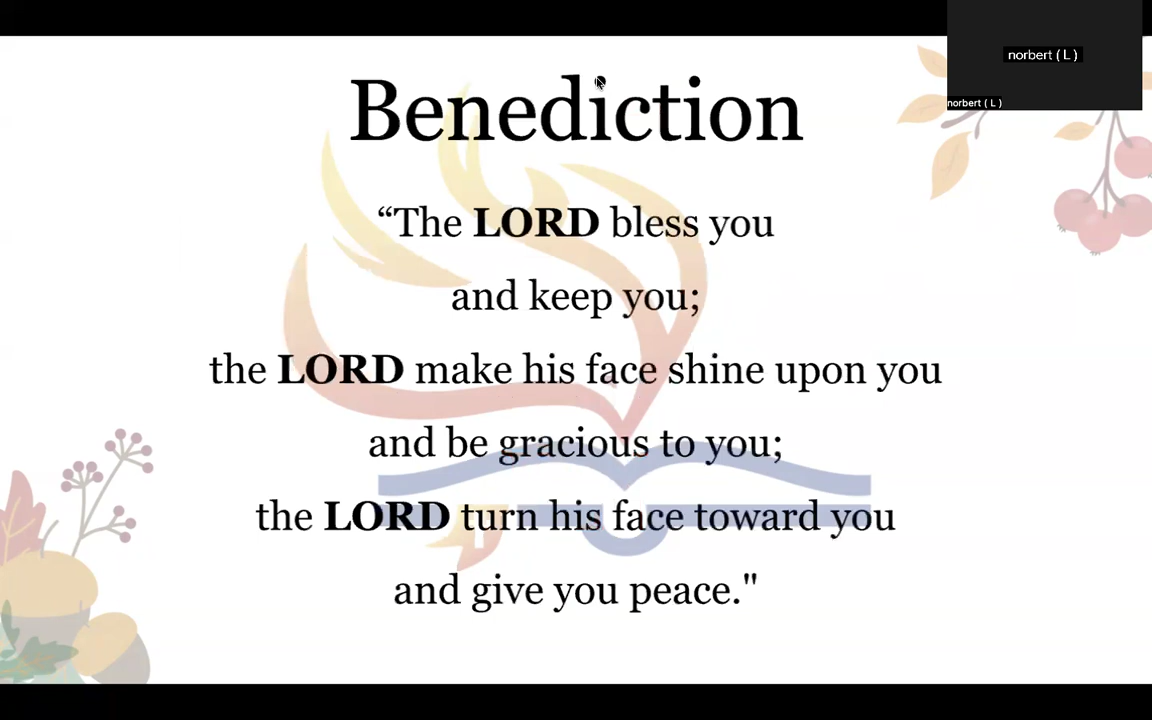 norbert ( L )
norbert ( L )
Benediction
“The LORD bless you
and keep you;
the LORD make his face shine upon you
and be gracious to you;
the LORD turn his face toward you
and give you peace."